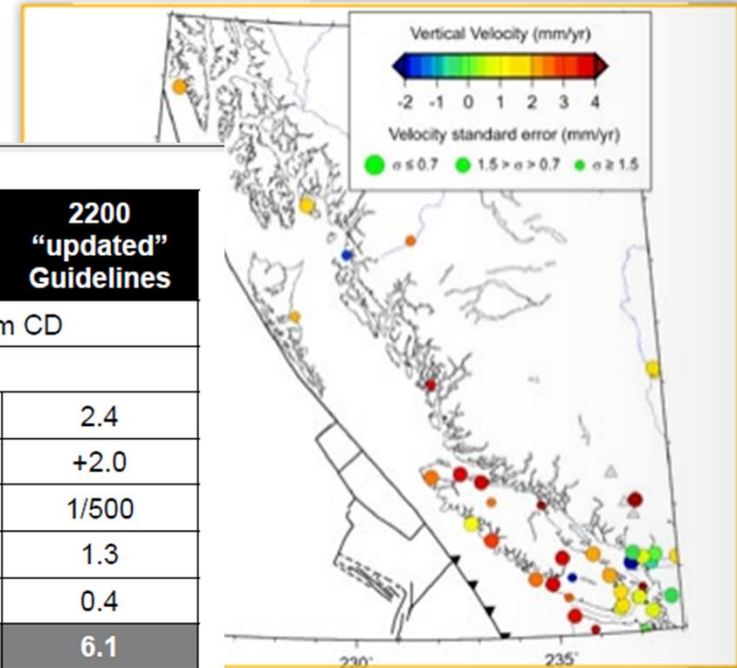 Vertical Velocity (mm/yr)
-2 -1 0 1 2 3 4
Velocity standard error (mm/yr)
σ ≤ 0.7 1.5 > σ > 0.7 σ ≥ 1.5
2200
“updated”
Guidelines
m CD
2.4
+2.0
1/500
1.3
0.4
6.1
230° 235°